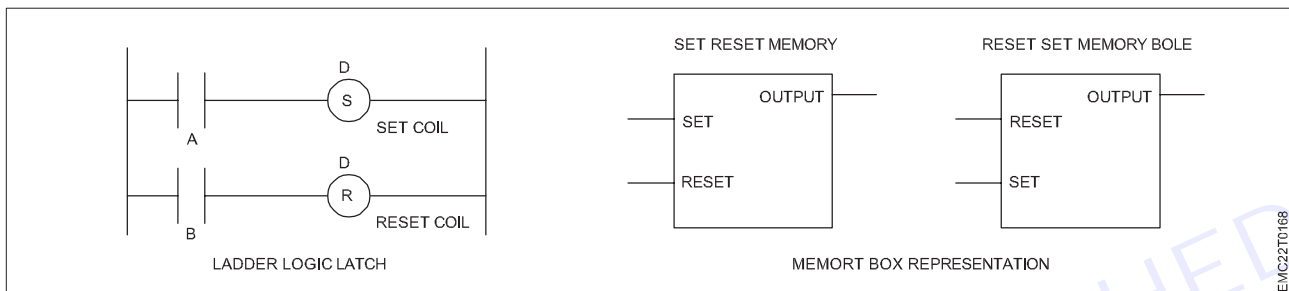 D
S
SET COIL
A
D
R
RESET COIL
B
LADDER LOGIC LATCH
SET RESET MEMORY
OUTPUT
SET
RESET
RESET SET MEMORY BOLE
OUTPUT
RESET
SET
MEMORT BOX REPRESENTATION
EMC22T0168
HED